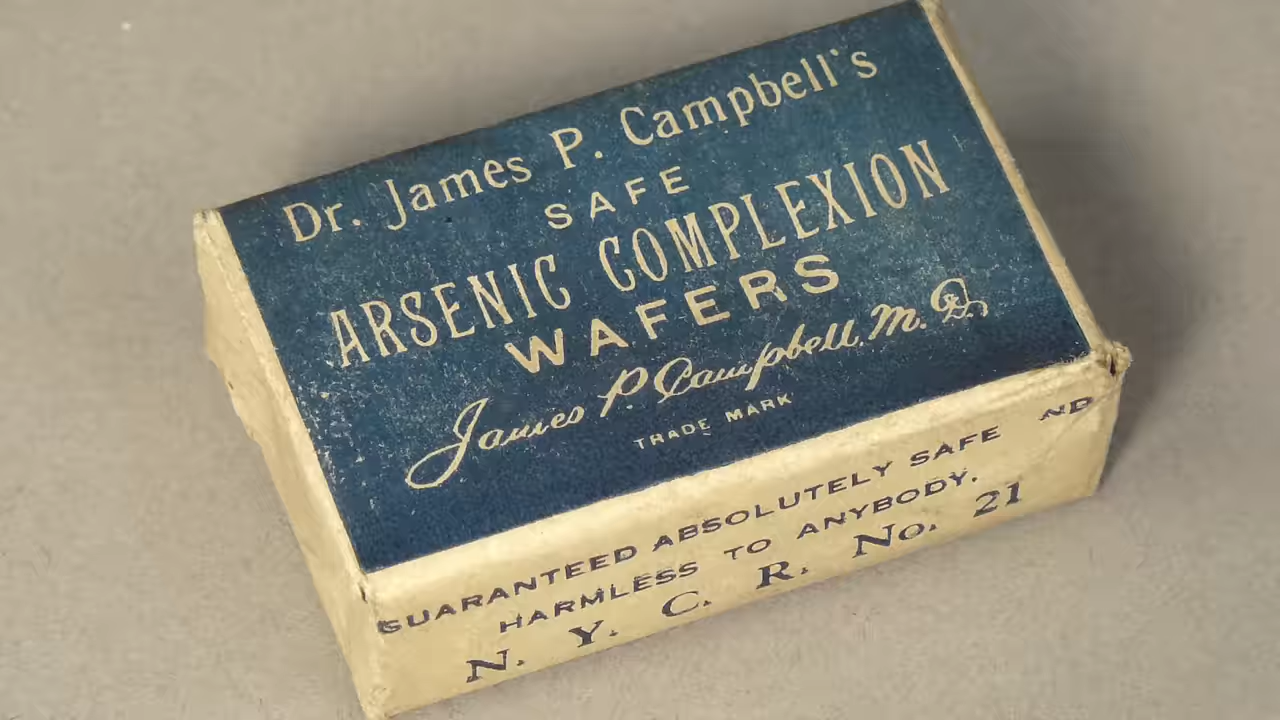 Dr. James P. Campbell's
SAFE
ARSENIC COMPLEXION
WAFERS
James P Campbell, M. D.
TRADE MARK
GUARANTEED ABSOLUTELY SAFE ND
HARMLESS TO ANYBODY.
N. Y. C. R. No. 21